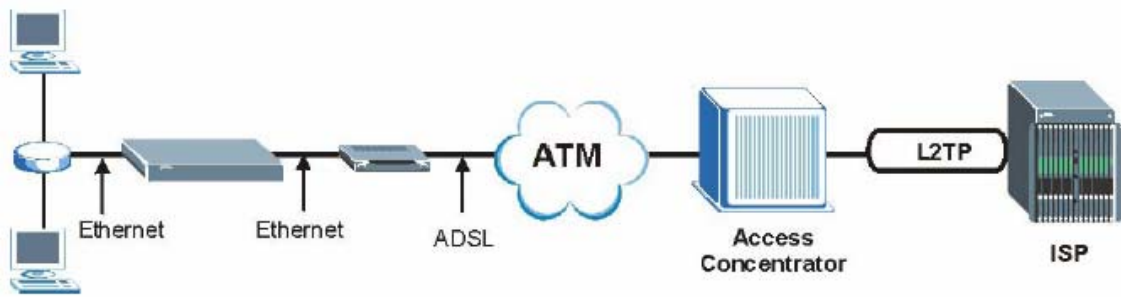 ATM
L2TP
Ethernet
Ethernet
ADSL
Access
Concentrator
ISP